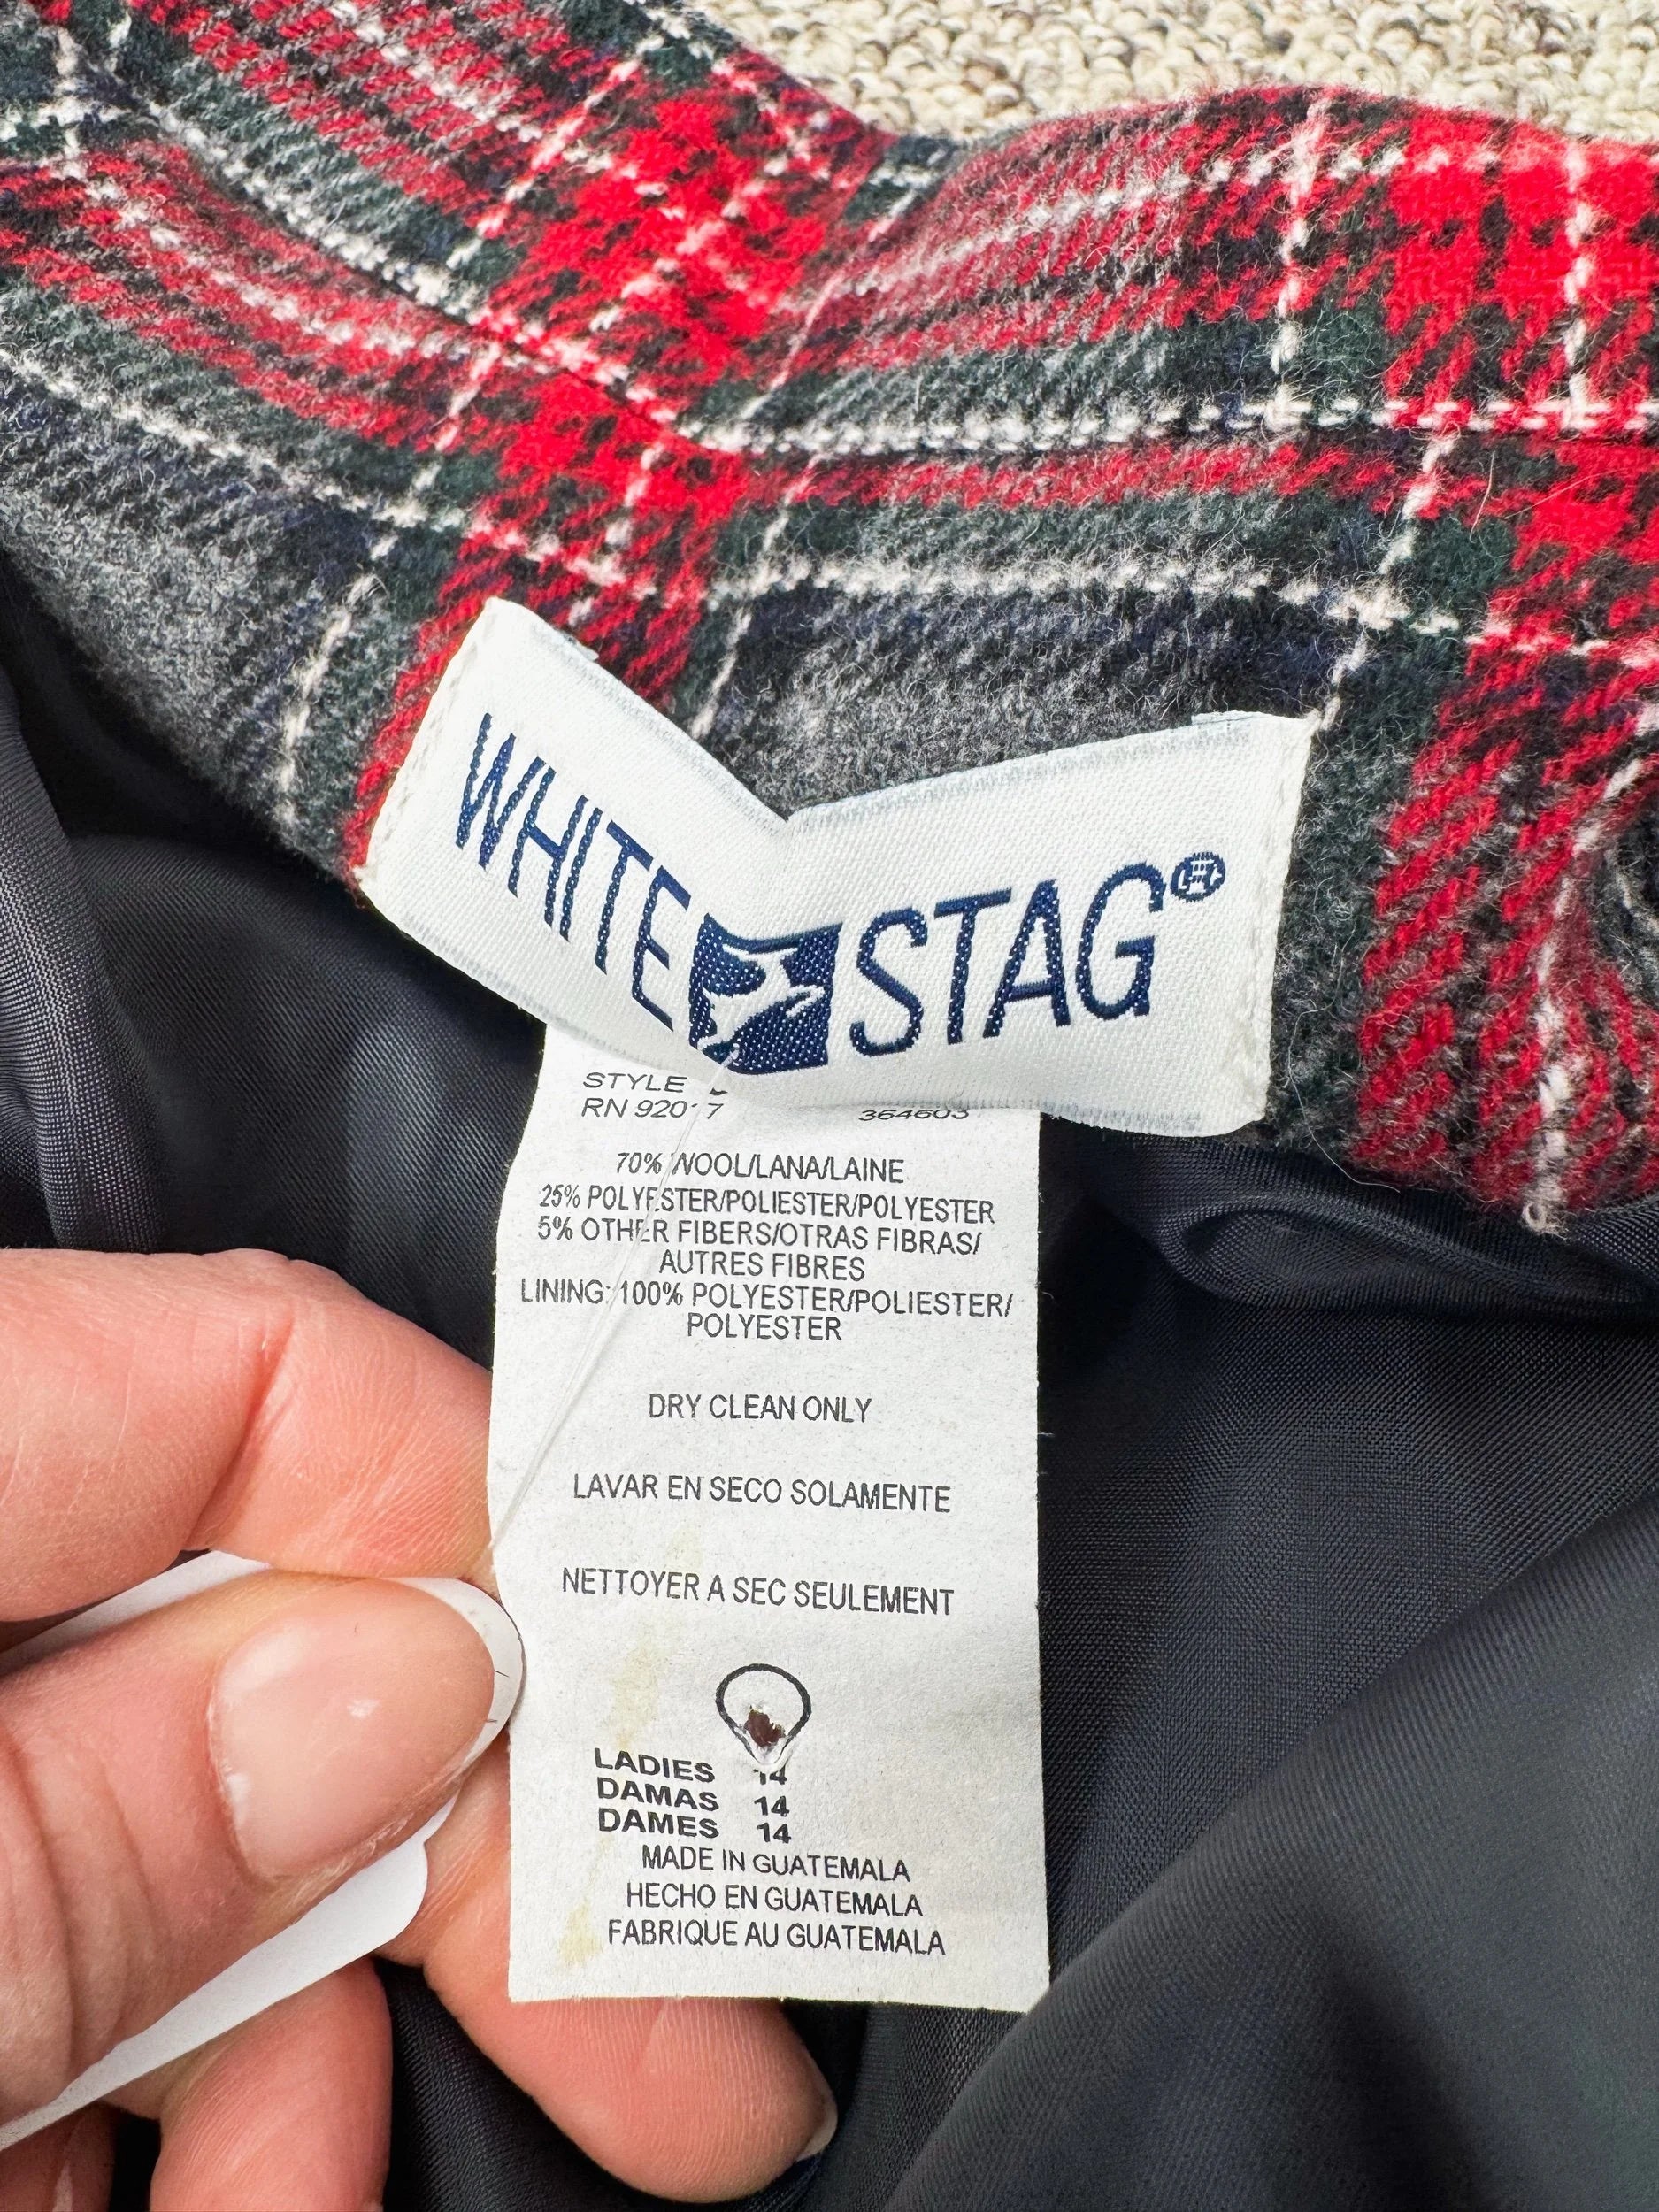 WHITE STAG®
STYLE
RN 92017 364603
70% WOOL/LANA/LAINE
25% POLYESTER/POLIESTER/POLYESTER
5% OTHER FIBERS/OTRAS FIBRAS/
AUTRES FIBRES
LINING: 100% POLYESTER/POLIESTER/
POLYESTER
DRY CLEAN ONLY
LAVAR EN SECO SOLAMENTE
NETTOYER A SEC SEULEMENT
LADIES 14
DAMAS 14
DAMES 14
MADE IN GUATEMALA
HECHO EN GUATEMALA
FABRIQUE AU GUATEMALA